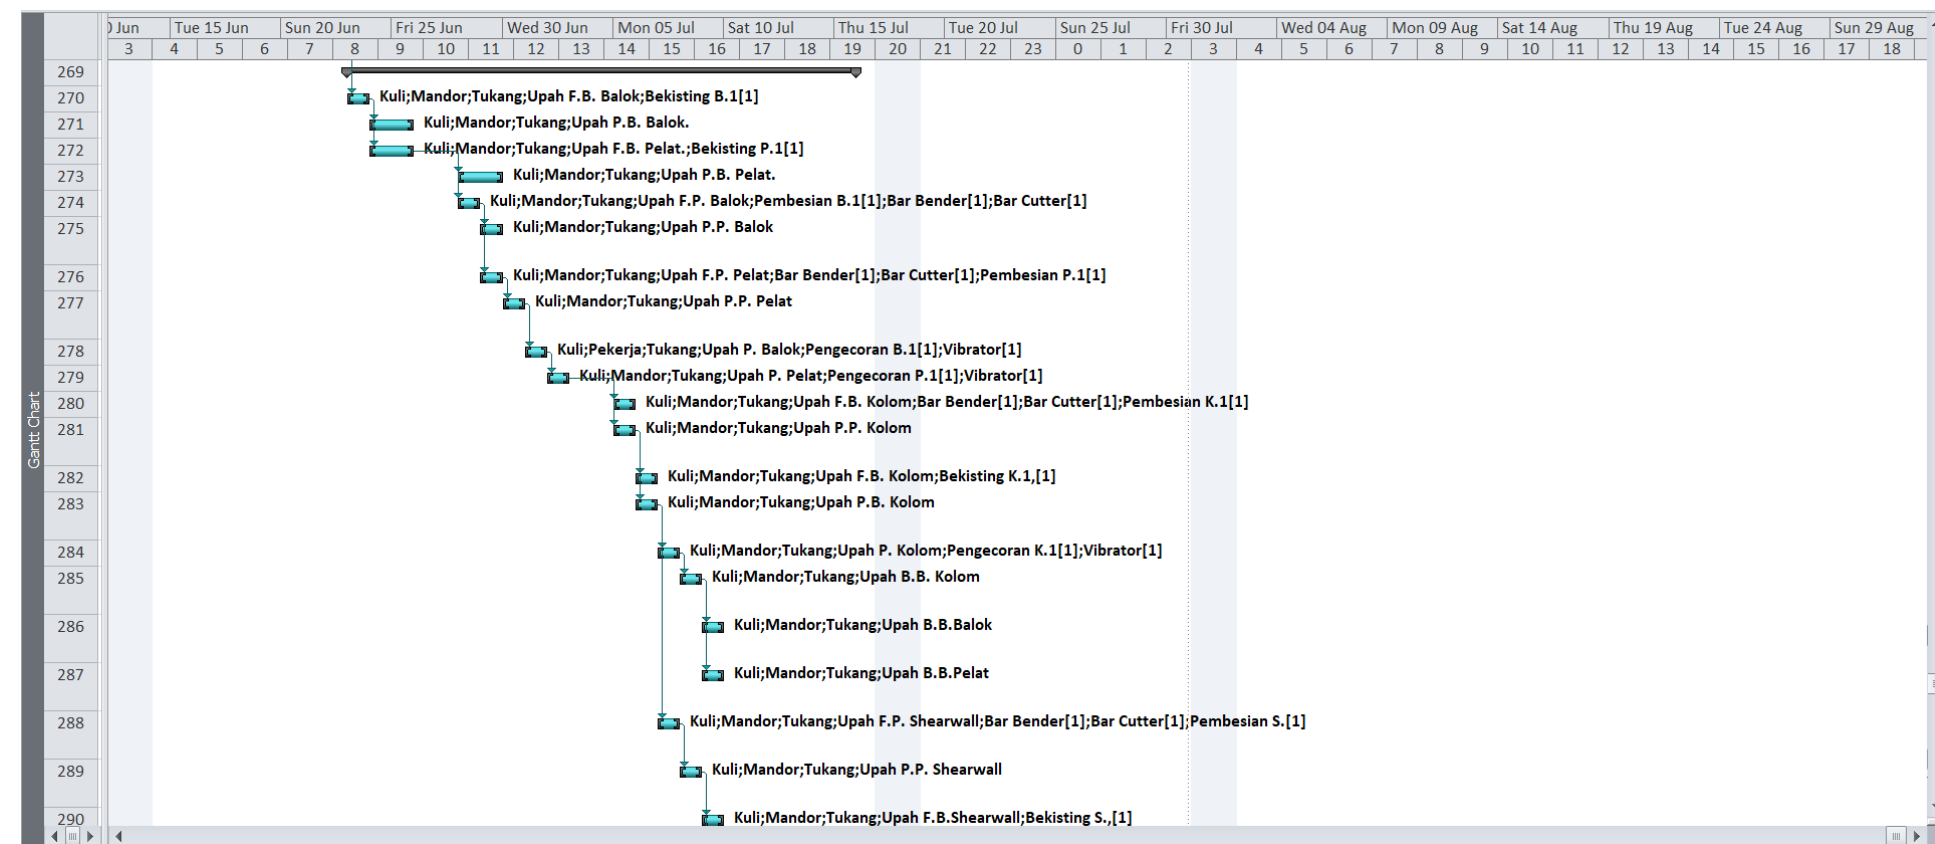 Jun Tue 15 Jun Sun 20 Jun Fri 25 Jun Wed 30 Jun Mon 05 Jul Sat 10 Jul Thu 15 Jul Tue 20 Jul Sun 25 Jul Fri 30 Jul Wed 04 Aug Mon 09 Aug Sat 14 Aug Thu 19 Aug Tue 24 Aug Sun 29 Aug
3 4 5 6 7 8 9 10 11 12 13 14 15 16 17 18 19 20 21 22 23 0 1 2 3 4 5 6 7 8 9 10 11 12 13 14 15 16 17 18
269
270 Kuli;Mandor;Tukang;Upah F.B. Balok;Bekisting B.1[1]
271 Kuli;Mandor;Tukang;Upah P.B. Balok.
272 Kuli;Mandor;Tukang;Upah F.B. Pelat.;Bekisting P.1[1]
273 Kuli;Mandor;Tukang;Upah P.B. Pelat.
274 Kuli;Mandor;Tukang;Upah F.P. Balok;Pembesian B.1[1];Bar Bender[1];Bar Cutter[1]
275 Kuli;Mandor;Tukang;Upah P.P. Balok
276 Kuli;Mandor;Tukang;Upah F.P. Pelat;Bar Bender[1];Bar Cutter[1];Pembesian P.1[1]
277 Kuli;Mandor;Tukang;Upah P.P. Pelat
278 Kuli;Pekerja;Tukang;Upah P. Balok;Pengecoran B.1[1];Vibrator[1]
279 Kuli;Mandor;Tukang;Upah P. Pelat;Pengecoran P.1[1];Vibrator[1]
280 Kuli;Mandor;Tukang;Upah F.B. Kolom;Bar Bender[1];Bar Cutter[1];Pembesian K.1[1]
281 Kuli;Mandor;Tukang;Upah P.P. Kolom
282 Kuli;Mandor;Tukang;Upah F.B. Kolom;Bekisting K.1,[1]
283 Kuli;Mandor;Tukang;Upah P.B. Kolom
284 Kuli;Mandor;Tukang;Upah P. Kolom;Pengecoran K.1[1];Vibrator[1]
285 Kuli;Mandor;Tukang;Upah B.B. Kolom
286 Kuli;Mandor;Tukang;Upah B.B.Balok
287 Kuli;Mandor;Tukang;Upah B.B.Pelat
288 Kuli;Mandor;Tukang;Upah F.P. Shearwall;Bar Bender[1];Bar Cutter[1];Pembesian S.[1]
289 Kuli;Mandor;Tukang;Upah P.P. Shearwall
290 Kuli;Mandor;Tukang;Upah F.B.Shearwall;Bekisting S.,[1]
Gantt Chart